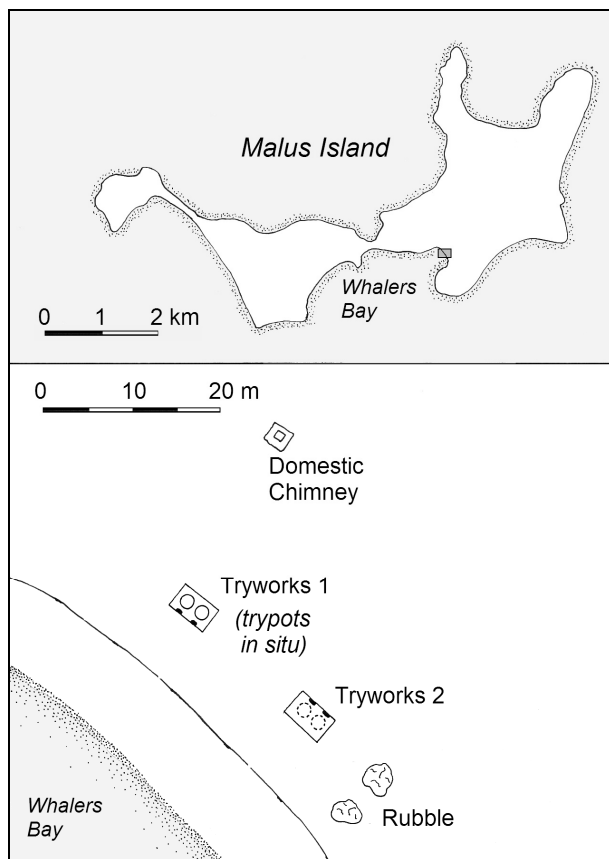 Malus Island
Whalers
Bay
0 1 2 km
0 10 20 m
Domestic
Chimney
Tryworks 1
(trypots
in situ)
Tryworks 2
Rubble
Whalers
Bay